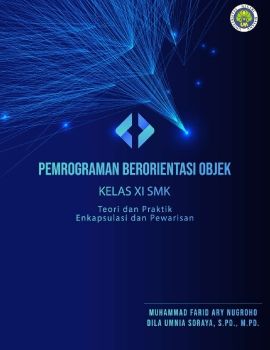 PEMROGRAMAN BERORIENTASI OBJEK
KELAS XI SMK
Teori dan Praktik
Enkapsulasi dan Pewarisan
MUHAMMAD FARID ARY NUGROHO
DILA UMNIA SORAYA, S.PD., M.PD.